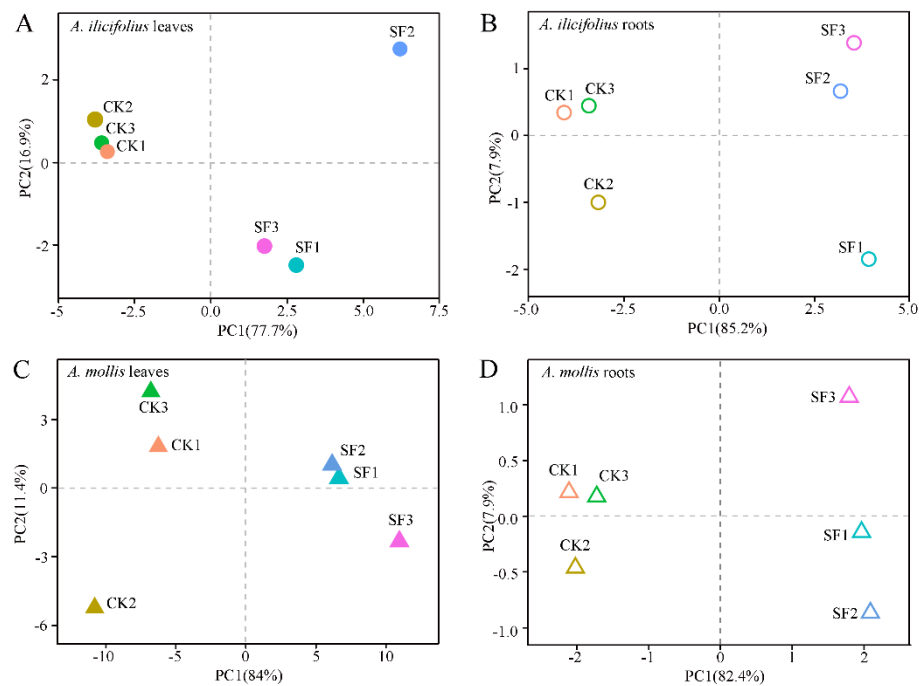 A
A. ilicifolius leaves
SF2
CK2
CK3
CK1
SF3
SF1
2
0
-2
PC2(16.9%)
-5
-2.5
0.0
2.5
5.0
7.5
PC1(77.7%)
B
A. ilicifolius roots
SF3
SF2
CK1
CK3
CK2
SF1
1
0
-1
-2
PC2(7.9%)
-5.0
-2.5
0.0
2.5
5.0
PC1(85.2%)
C
A. mollis leaves
CK3
CK1
SF2
SF1
SF3
CK2
3
0
-3
-6
PC2(11.4%)
-10
-5
0
5
10
PC1(84%)
D
A. mollis roots
SF3
CK1
CK3
SF1
CK2
SF2
1.0
0.5
0.0
-0.5
-1.0
PC2(7.9%)
-2
-1
0
1
2
PC1(82.4%)